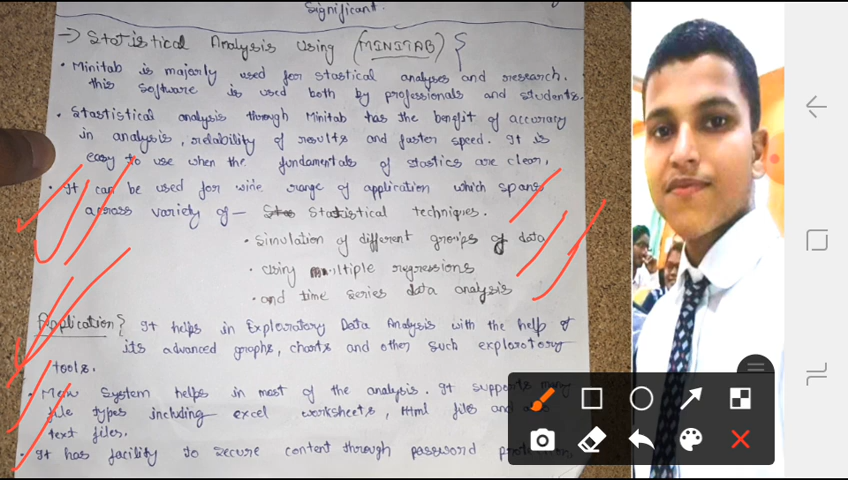 Significant.
→ Statistical Analysis Using (MINITAB) {
• Minitab is majorly used for stastical analyses and research.
this software is used both by professionals and students.
• Stastistical analysis through Minitab has the benifit of accuracy
in analysis, reliability of results and faster speed. It is
easy to use when the fundamentals of stastics are clear,
• It can be used for wide range of application which spans
across variety of - Statistical techniques.
• Simulation of different groups of data
• Using multiple regressions
• and time series data analysis
Application} It helps in Exploratory Data Analysis with the help of
its advanced graphs, charts and other such explorotory
tools.
• Menu System helps in most of the analysis. It supports many
file types including excel worksheets, Html files and
text files.
• It has facility to secure content through password